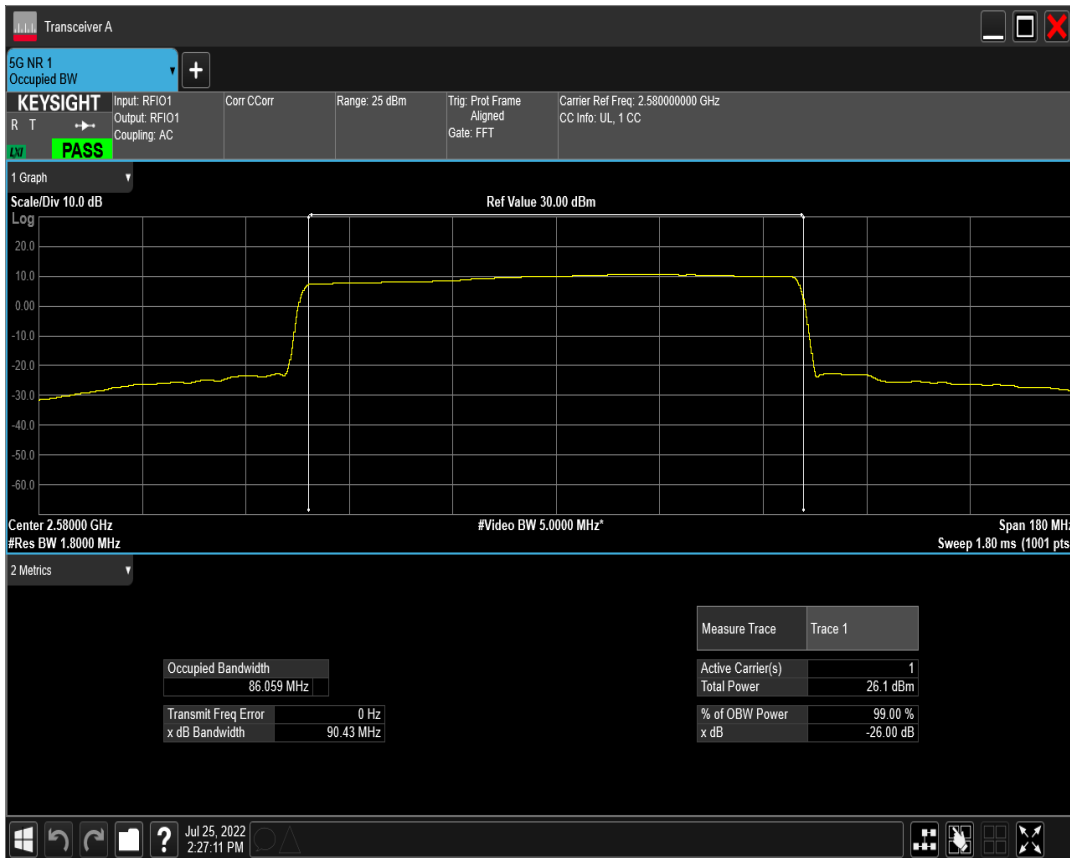 Transceiver A
5G NR 1
Occupied BW
+
KEYSIGHT
R T
LXI
PASS
Input: RFIO1
Output: RFIO1
Coupling: AC
Corr CCorr
Range: 25 dBm
Trig: Prot Frame
Aligned
Gate: FFT
Carrier Ref Freq: 2.580000000 GHz
CC Info: UL, 1 CC
1 Graph
Scale/Div 10.0 dB
Ref Value 30.00 dBm
Log
20.0
10.0
0.00
-10.0
-20.0
-30.0
-40.0
-50.0
-60.0
Center 2.58000 GHz
#Video BW 5.0000 MHz*
Span 180 MHz
#Res BW 1.8000 MHz
Sweep 1.80 ms (1001 pts
2 Metrics
Measure Trace Trace 1
Occupied Bandwidth
86.059 MHz
Active Carrier(s) 1
Total Power 26.1 dBm
Transmit Freq Error 0 Hz
x dB Bandwidth 90.43 MHz
% of OBW Power 99.00 %
x dB -26.00 dB
?
Jul 25, 2022
2:27:11 PM